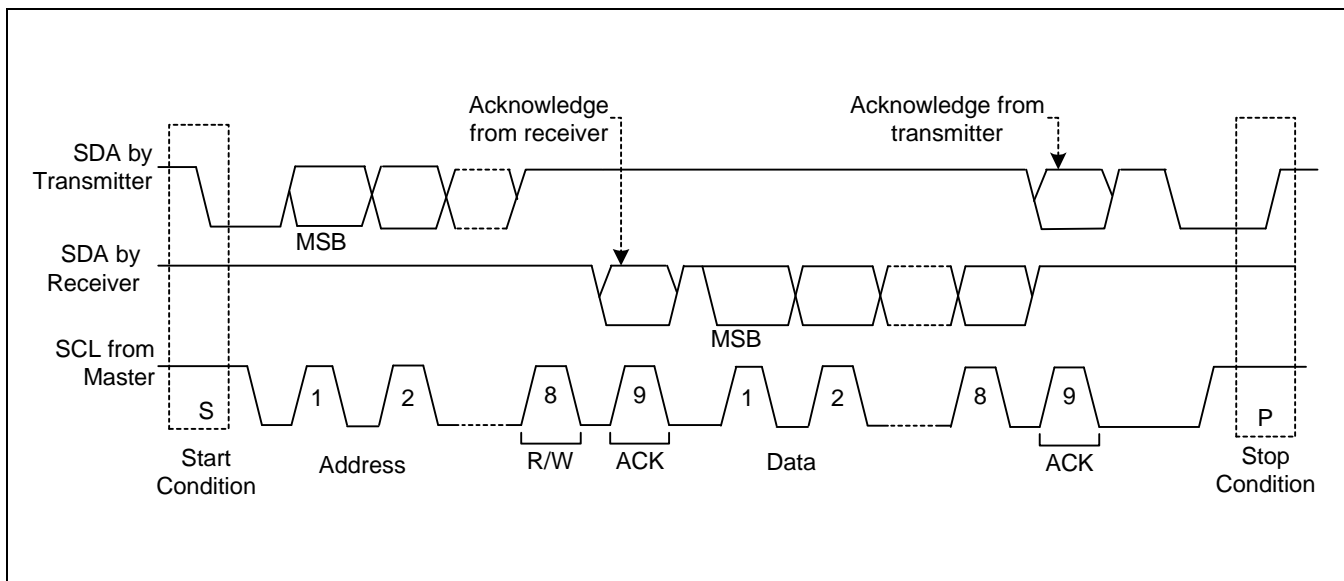 Acknowledge
from receiver
Acknowledge from
transmitter
SDA by
Transmitter
MSB
SDA by
Receiver
MSB
SCL from
Master
S
1
2
8
9
1
2
8
9
P
Start
Condition
Address
R/W
ACK
Data
ACK
Stop
Condition